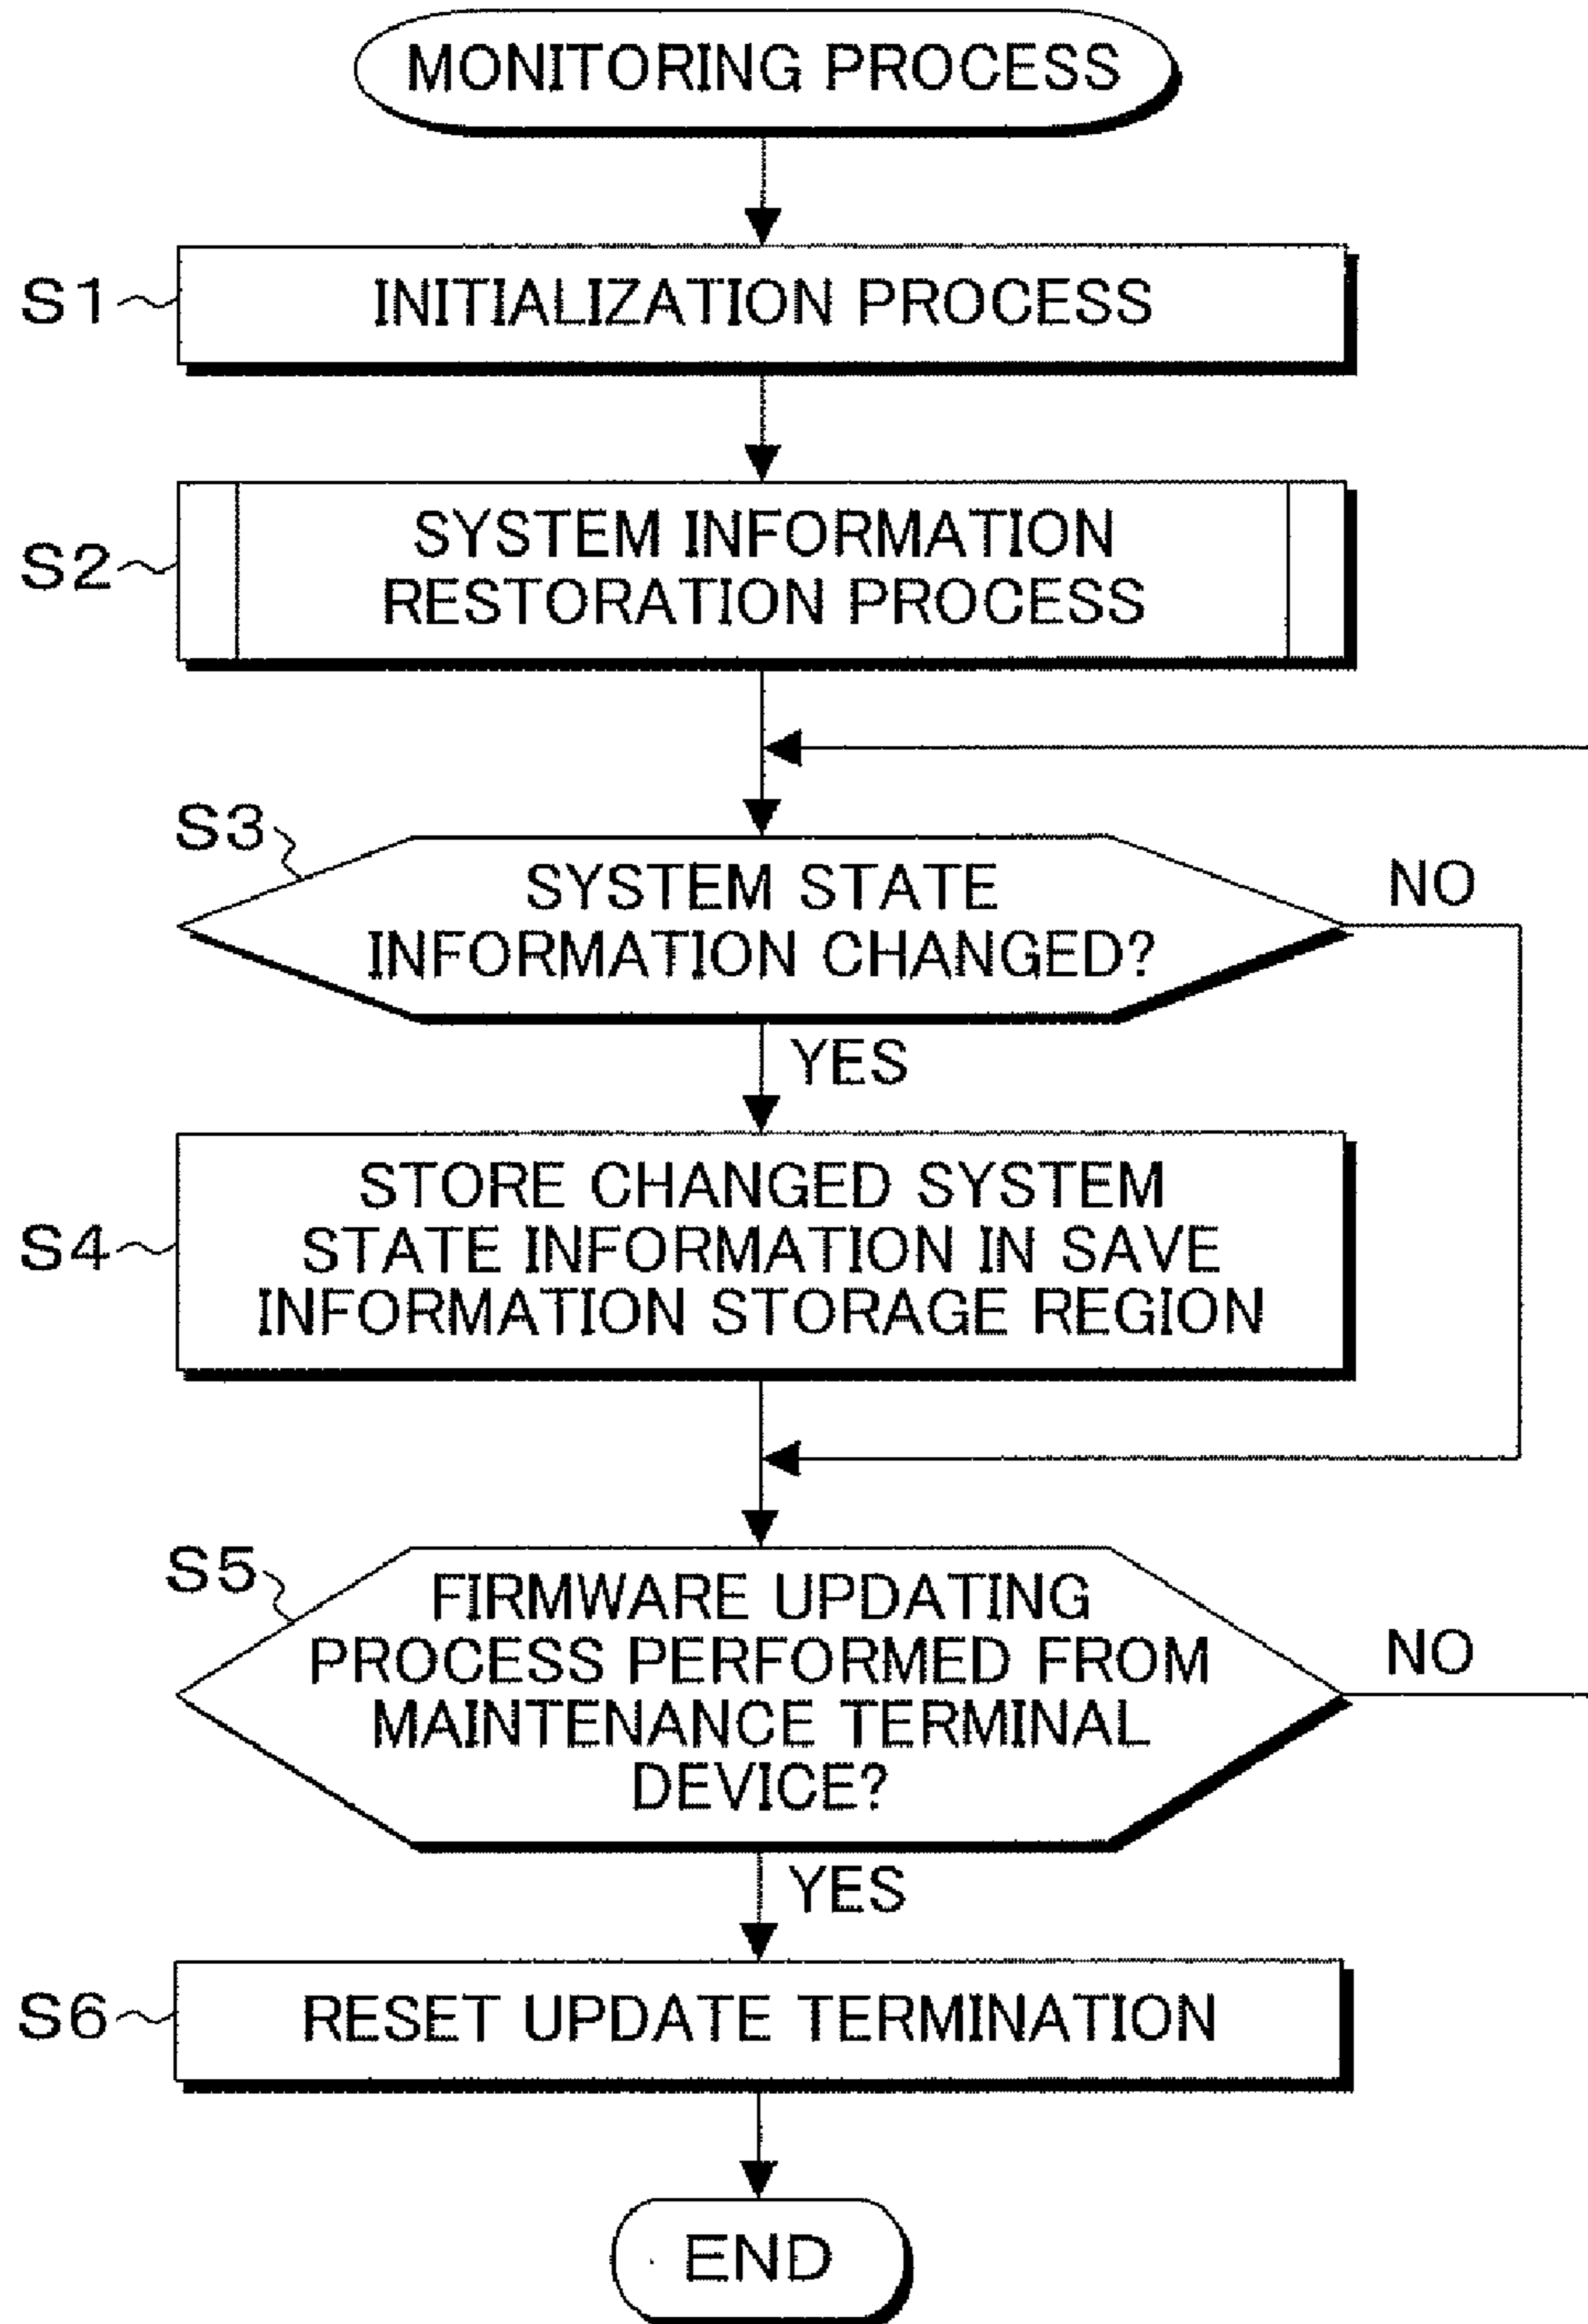 MONITORING PROCESS
S1
INITIALIZATION PROCESS
S2
SYSTEM INFORMATION
RESTORATION PROCESS
S3
SYSTEM STATE
INFORMATION CHANGED?
NO
YES
S4
STORE CHANGED SYSTEM
STATE INFORMATION IN SAVE
INFORMATION STORAGE REGION
S5
FIRMWARE UPDATING
PROCESS PERFORMED FROM
MAINTENANCE TERMINAL
DEVICE?
NO
YES
S6
RESET UPDATE TERMINATION
END